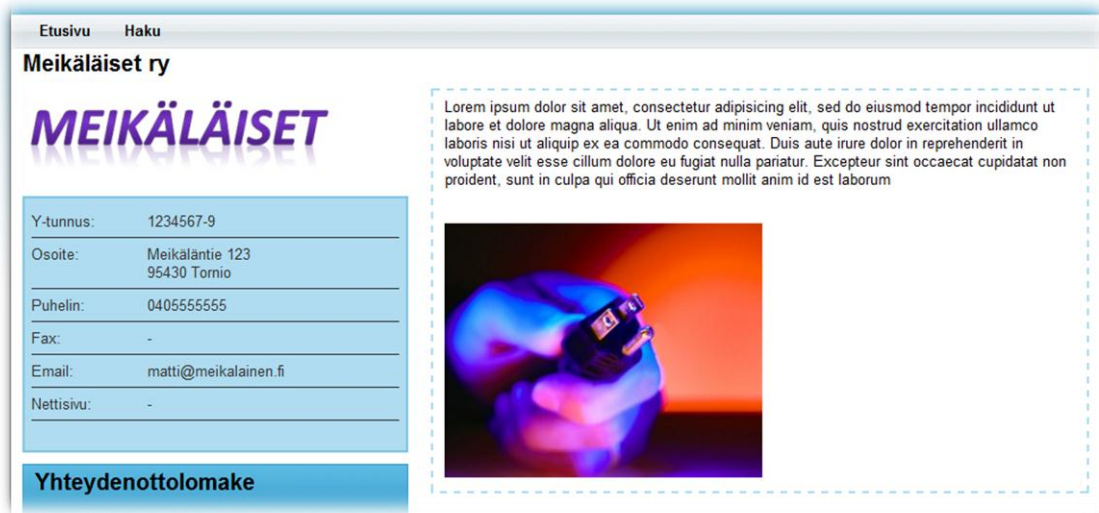 Etusivu Haku
Meikäläiset ry
MEIKÄLÄISET
Y-tunnus: 1234567-9
Osoite: Meikäläntie 123
95430 Tornio
Puhelin: 0405555555
Fax: -
Email: matti@meikalainen.fi
Nettisivu: -
Yhteydenottolomake
Lorem ipsum dolor sit amet, consectetur adipisicing elit, sed do eiusmod tempor incididunt ut
labore et dolore magna aliqua. Ut enim ad minim veniam, quis nostrud exercitation ullamco
laboris nisi ut aliquip ex ea commodo consequat. Duis aute irure dolor in reprehenderit in
voluptate velit esse cillum dolore eu fugiat nulla pariatur. Excepteur sint occaecat cupidatat non
proident, sunt in culpa qui officia deserunt mollit anim id est laborum